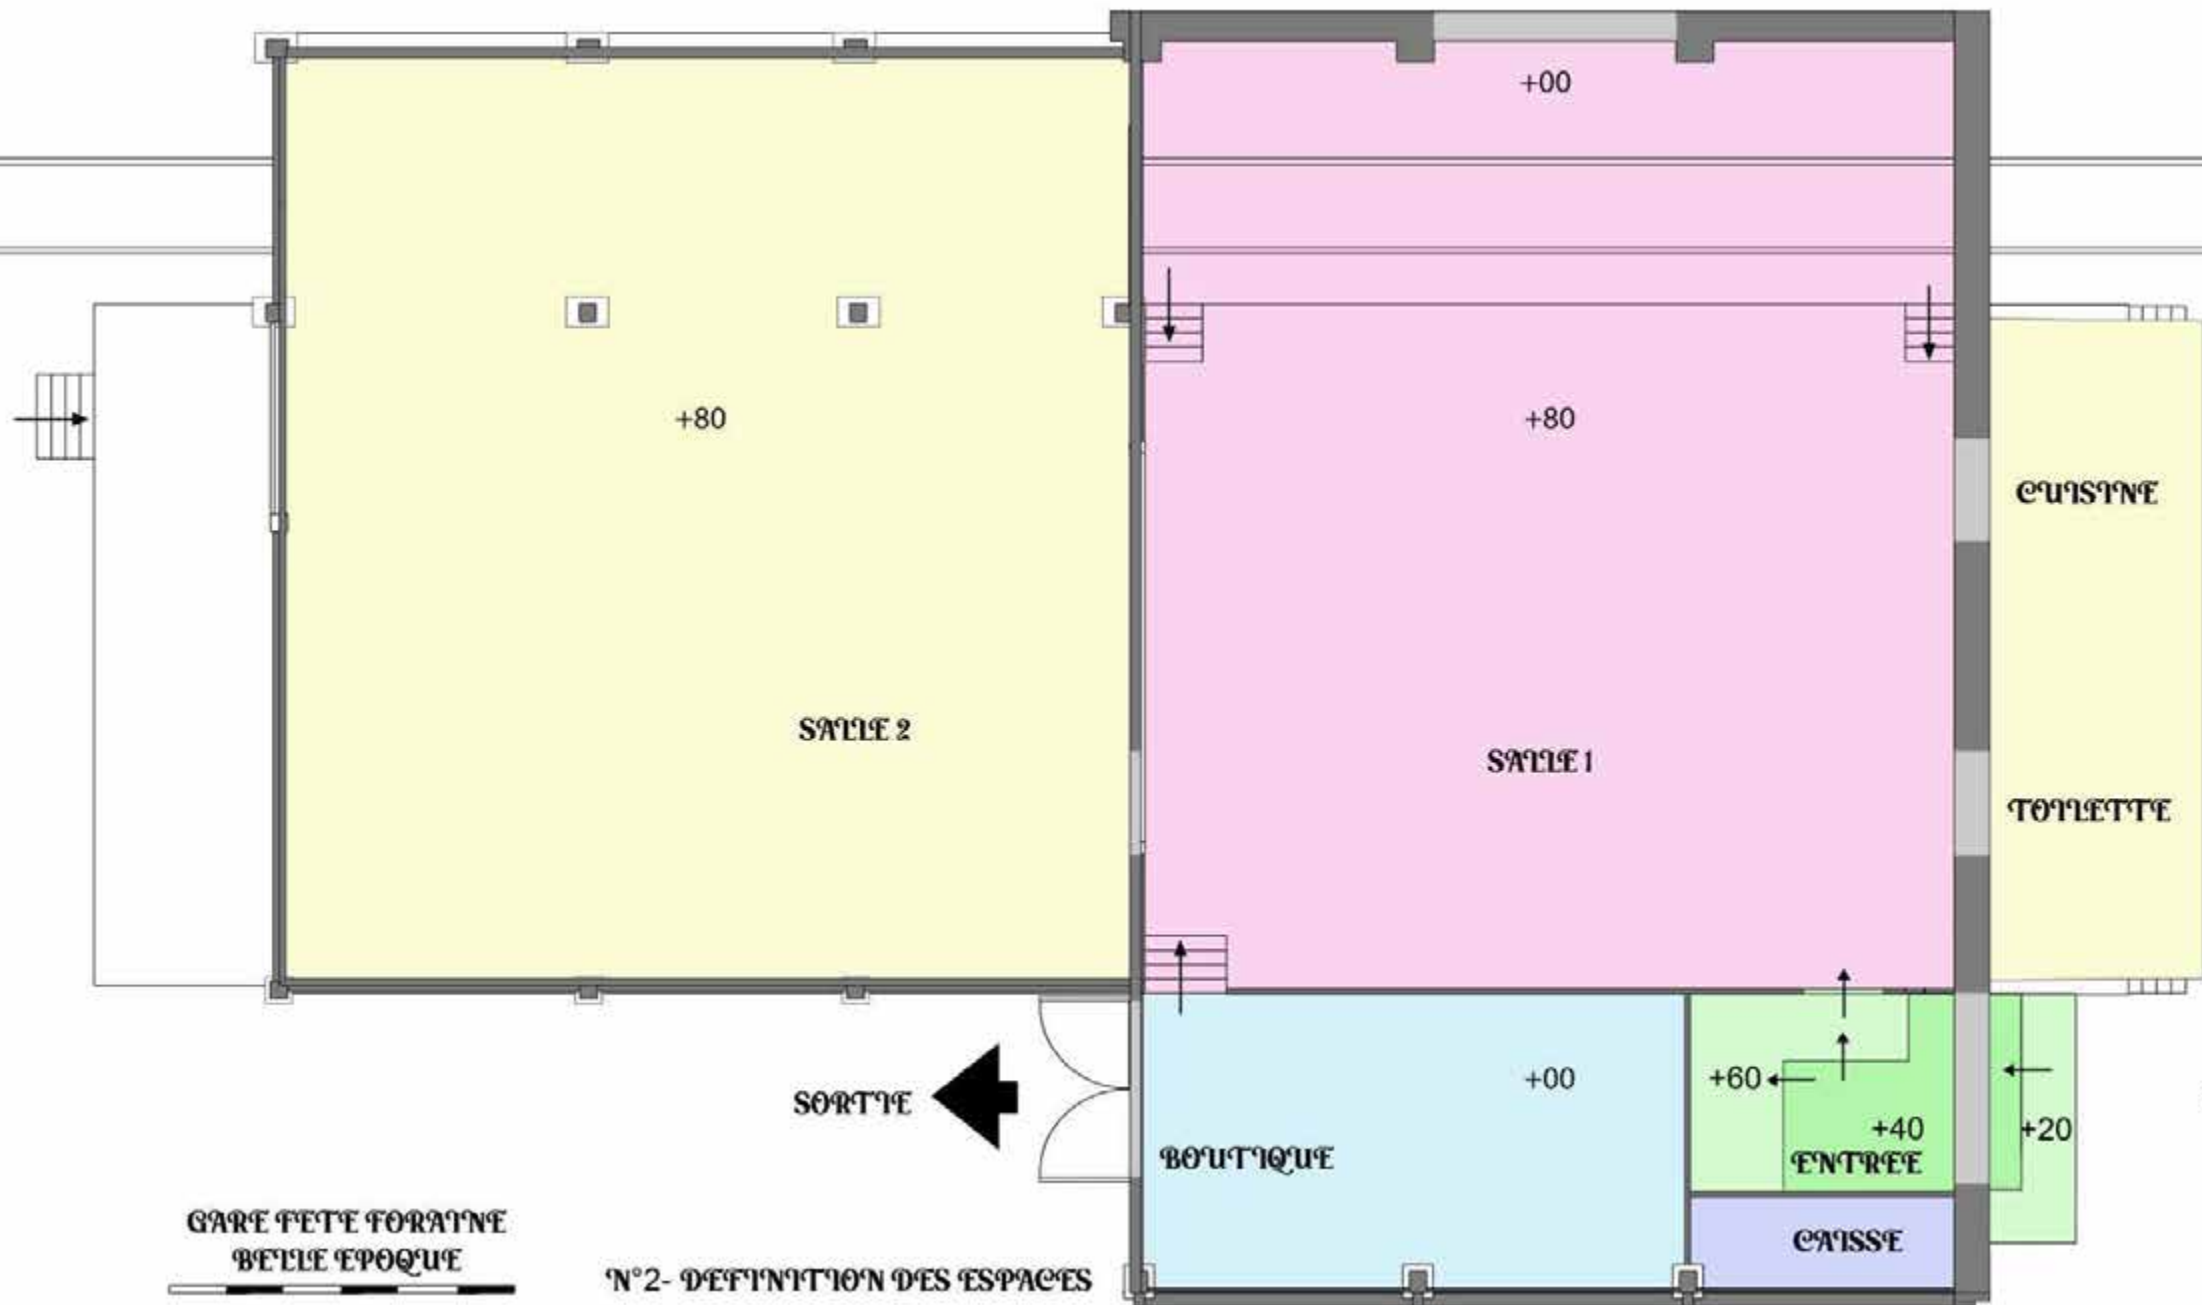 +00
+80
+80
CUISINE
SALLE 2
SALLE 1
TOILETTE
+00
+60
SORTIE
+40
+20
BOUTIQUE
ENTREE
GARE FETE FORAINE
BELLE EPOQUE
CAISSE
N°2- DEFINITION DES ESPACES